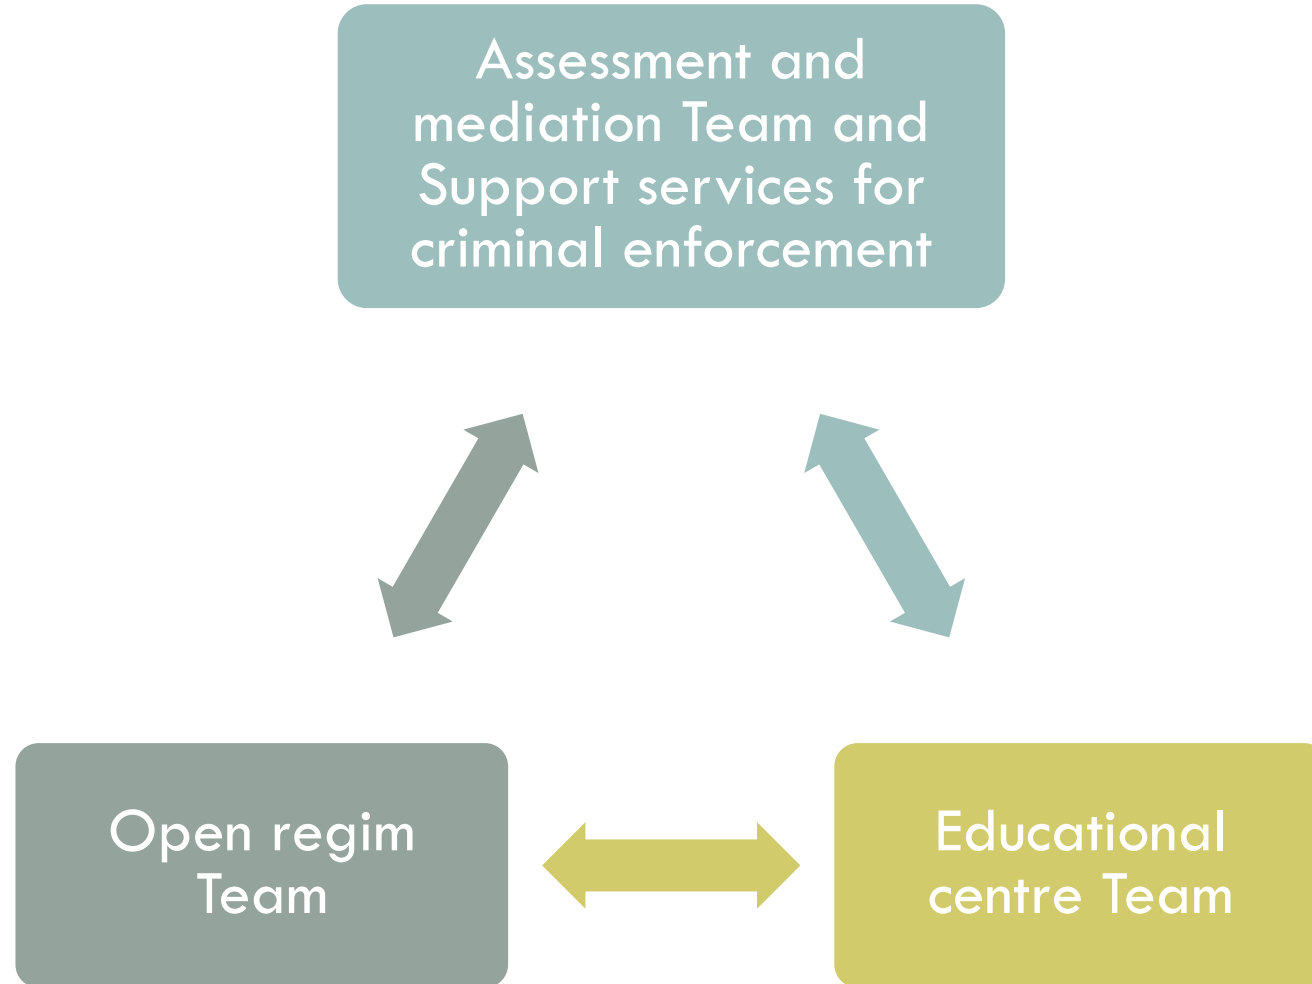 Assessment and
mediation Team and
Support services for
criminal enforcement
Open regim
Team
Educational
centre Team